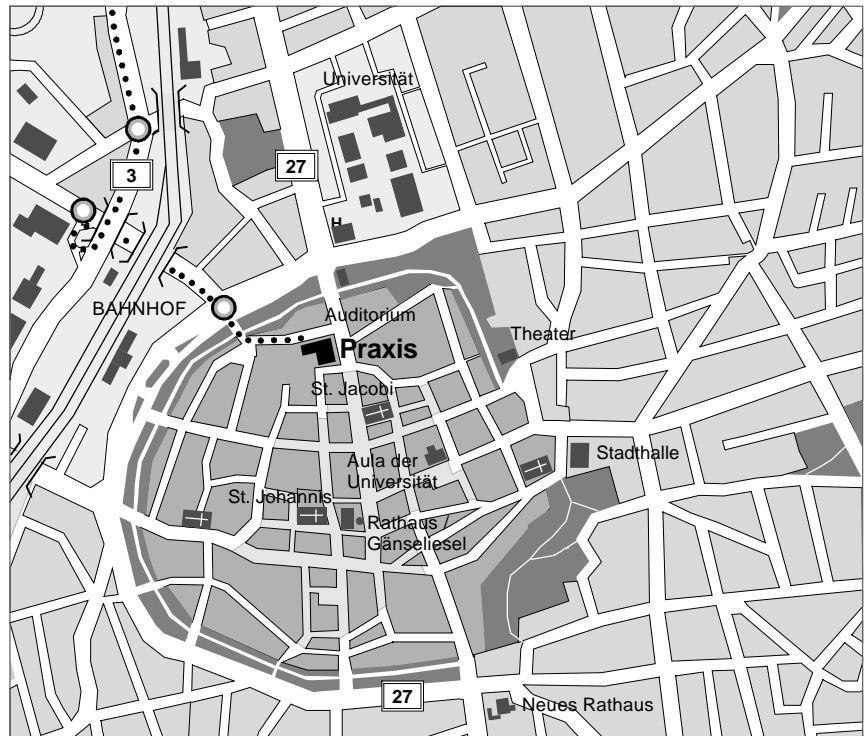 Universität
3
27
H
BAHNHOF
Auditorium
Theater
Praxis
St. Jacobi
Aula der
Universität
Stadthalle
St. Johannis
Rathaus /
Gänseliesel
27
Neues Rathaus